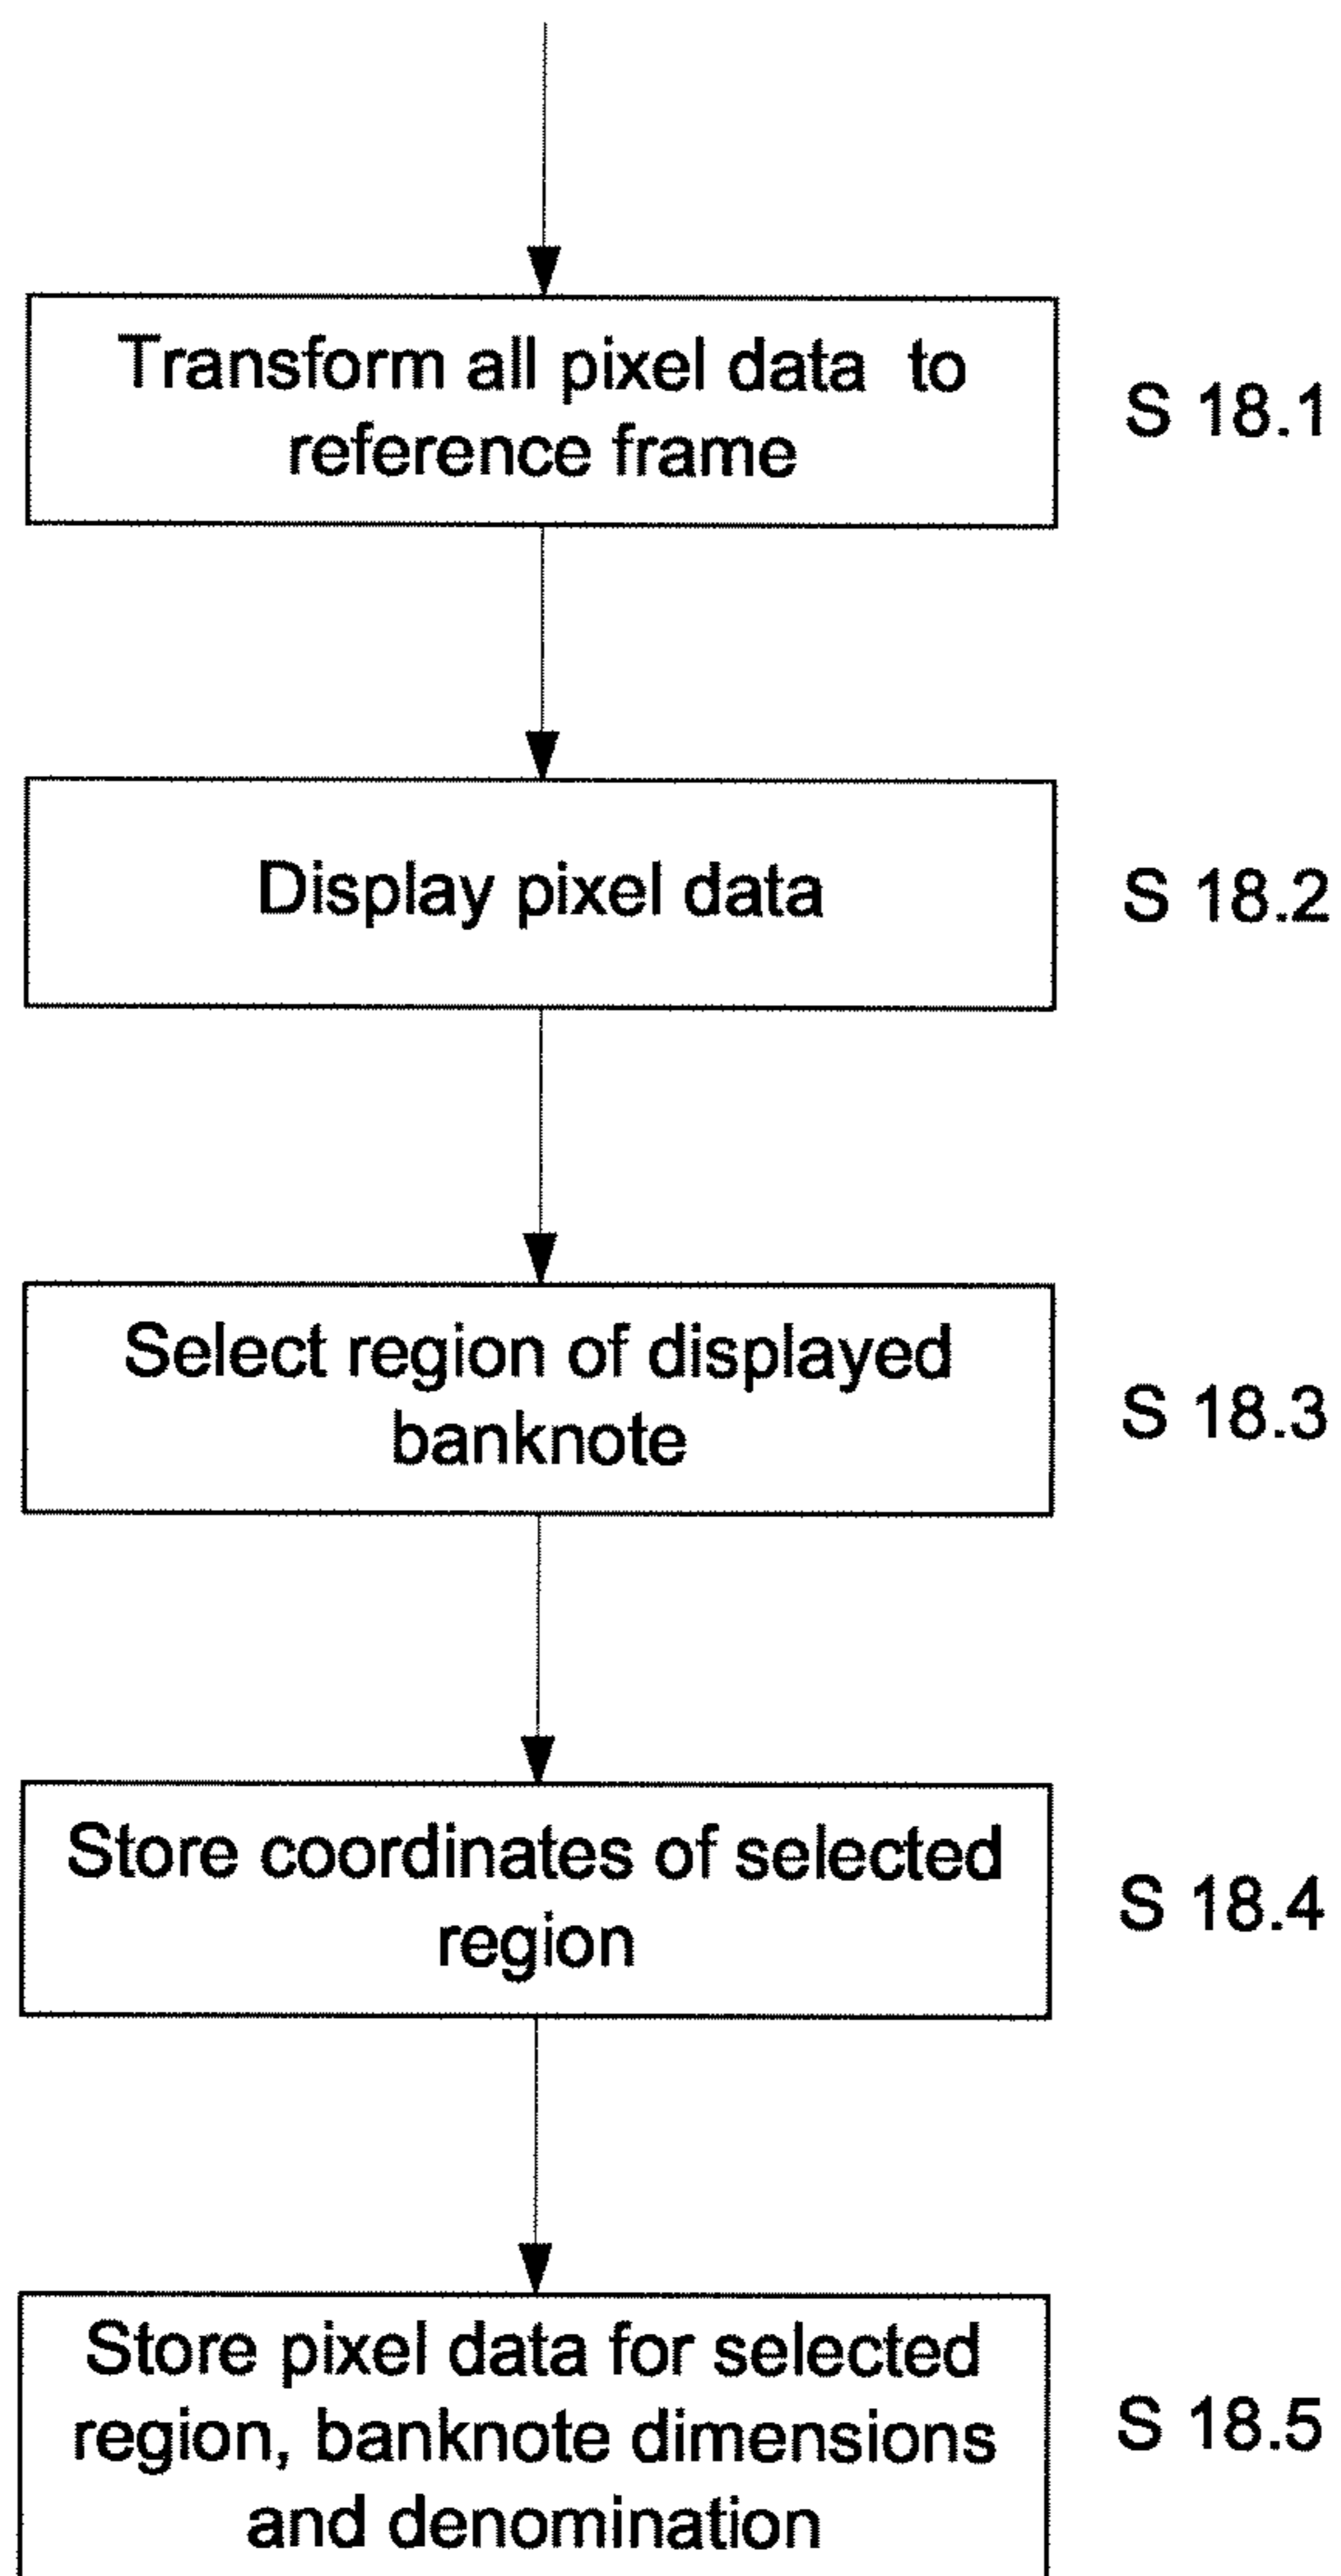 Transform all pixel data to
reference frame
S 18.1
Display pixel data
S 18.2
Select region of displayed
banknote
S 18.3
Store coordinates of selected
region
S 18.4
Store pixel data for selected
region, banknote dimensions
and denomination
S 18.5